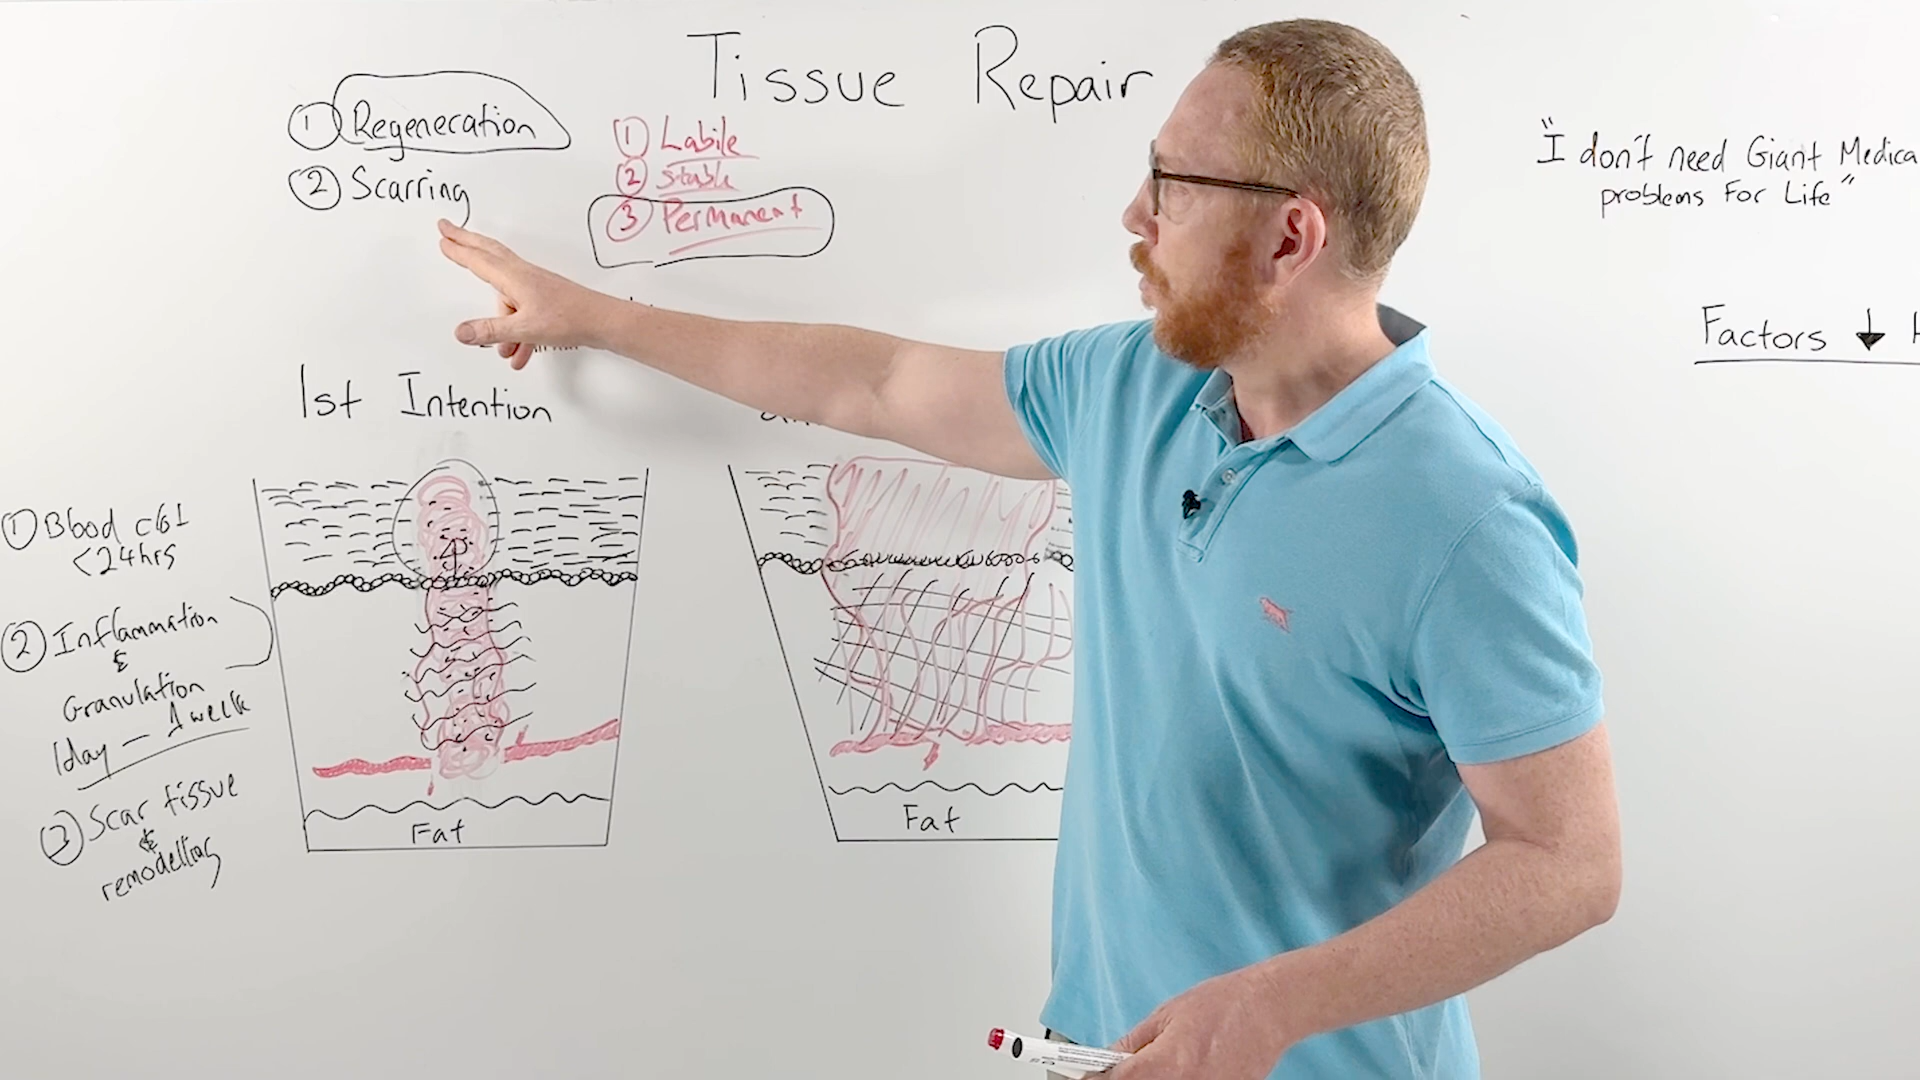 Tissue Repair
① Regeneration
② Scarring
① Labile
② Stable
③ Permanent
"I don't need Giant Medica
problems For Life"
Factors ↓ H
1st Intention
① Blood clot
<24hrs
② Inflammation
&
Granulation
1day - 1 week
③ Scar tissue
&
remodelling
Fat
Fat